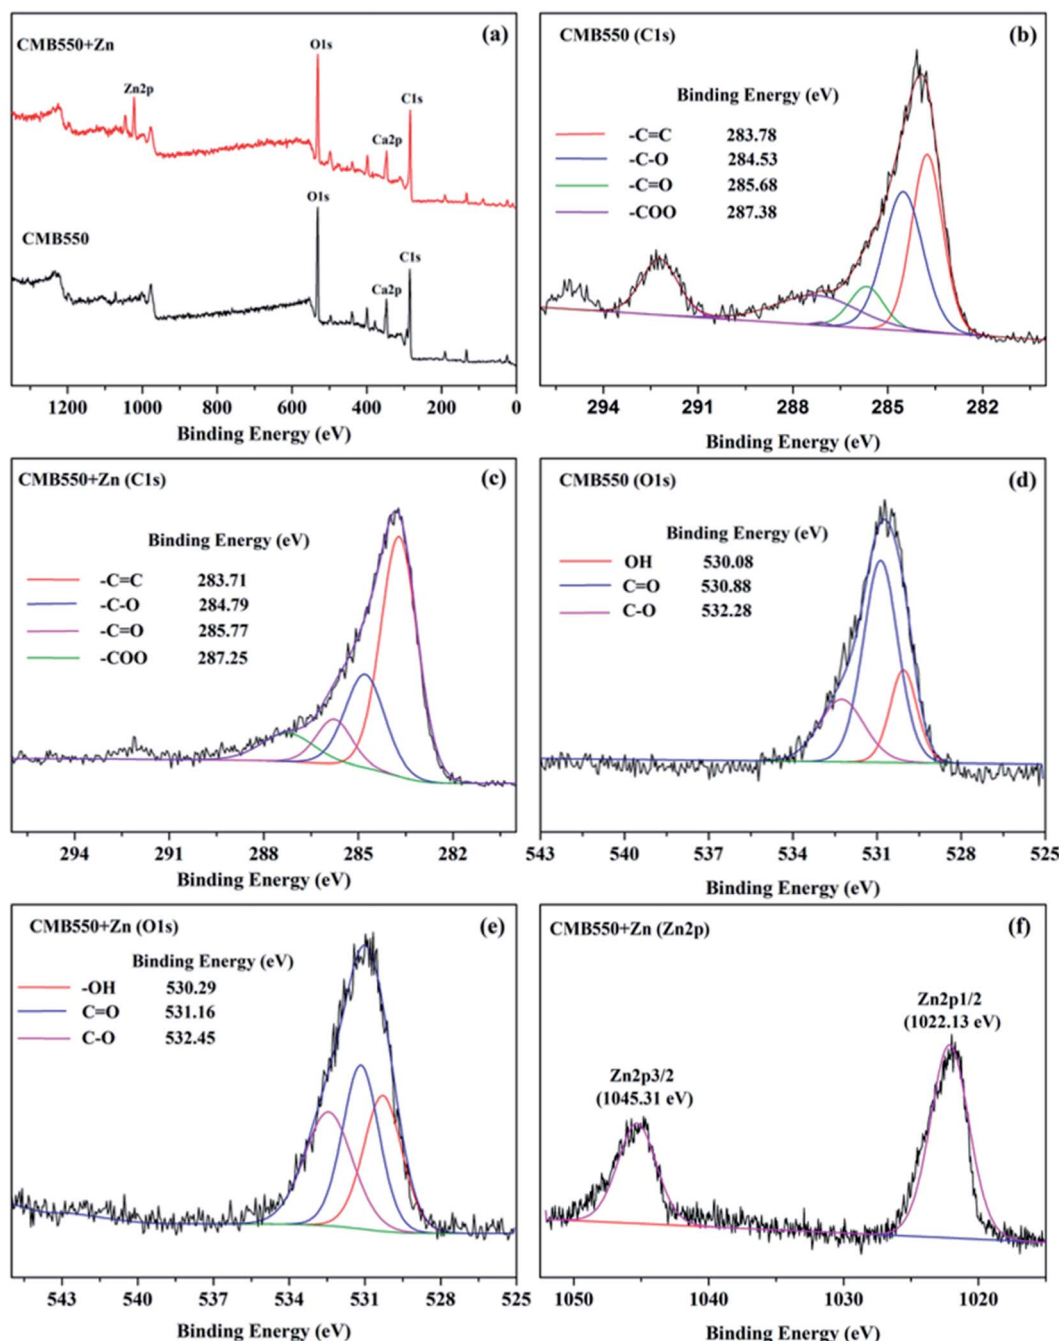 (a)
CMB550+Zn
O1s
Zn2p
C1s
Ca2p
O1s
CMB550
C1s
Ca2p
1200 1000 800 600 400 200 0
Binding Energy (eV)
(b)
CMB550 (C1s)
Binding Energy (eV)
-C=C 283.78
-C-O 284.53
-C=O 285.68
-COO 287.38
294 291 288 285 282
Binding Energy (eV)
CMB550+Zn (C1s)
(c)
Binding Energy (eV)
-C=C 283.71
-C-O 284.79
-C=O 285.77
-COO 287.25
294 291 288 285 282
Binding Energy (eV)
CMB550 (O1s)
(d)
Binding Energy (eV)
OH 530.08
C=O 530.88
C-O 532.28
543 540 537 534 531 528 525
Binding Energy (eV)
CMB550+Zn (O1s)
(e)
Binding Energy (eV)
-OH 530.29
C=O 531.16
C-O 532.45
543 540 537 534 531 528 525
Binding Energy (eV)
CMB550+Zn (Zn2p)
(f)
Zn2p1/2
(1022.13 eV)
Zn2p3/2
(1045.31 eV)
1050 1040 1030 1020
Binding Energy (eV)